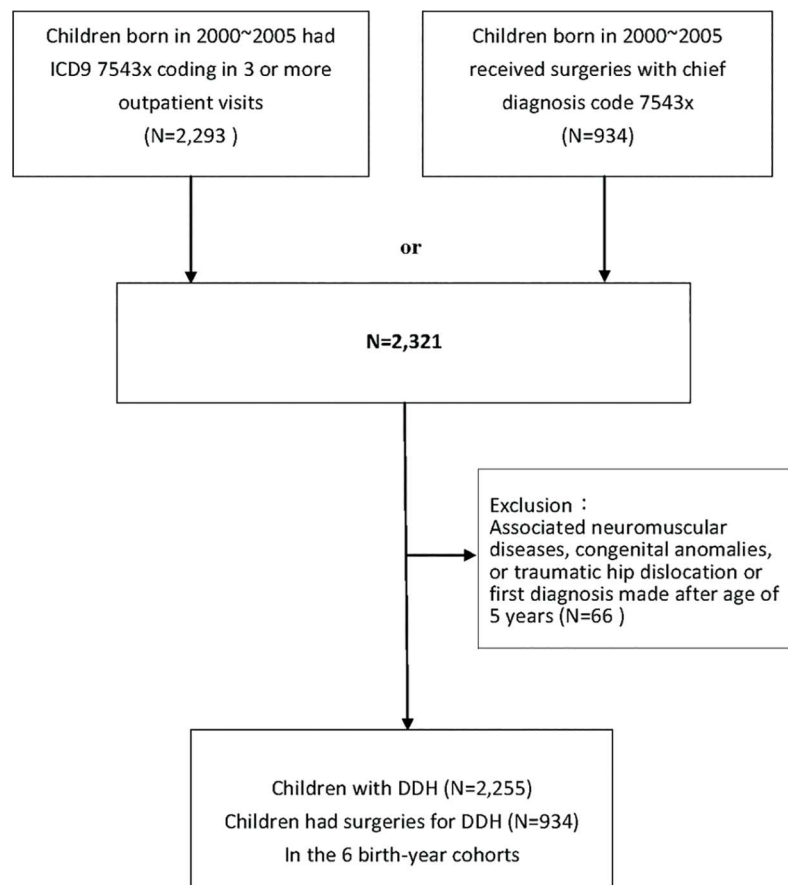 Children born in 2000~2005 had
ICD9 7543x coding in 3 or more
outpatient visits
(N=2,293 )
Children born in 2000~2005
received surgeries with chief
diagnosis code 7543x
(N=934)
or
N=2,321
Exclusion：
Associated neuromuscular
diseases, congenital anomalies,
or traumatic hip dislocation or
first diagnosis made after age of
5 years (N=66 )
Children with DDH (N=2,255)
Children had surgeries for DDH (N=934)
In the 6 birth-year cohorts